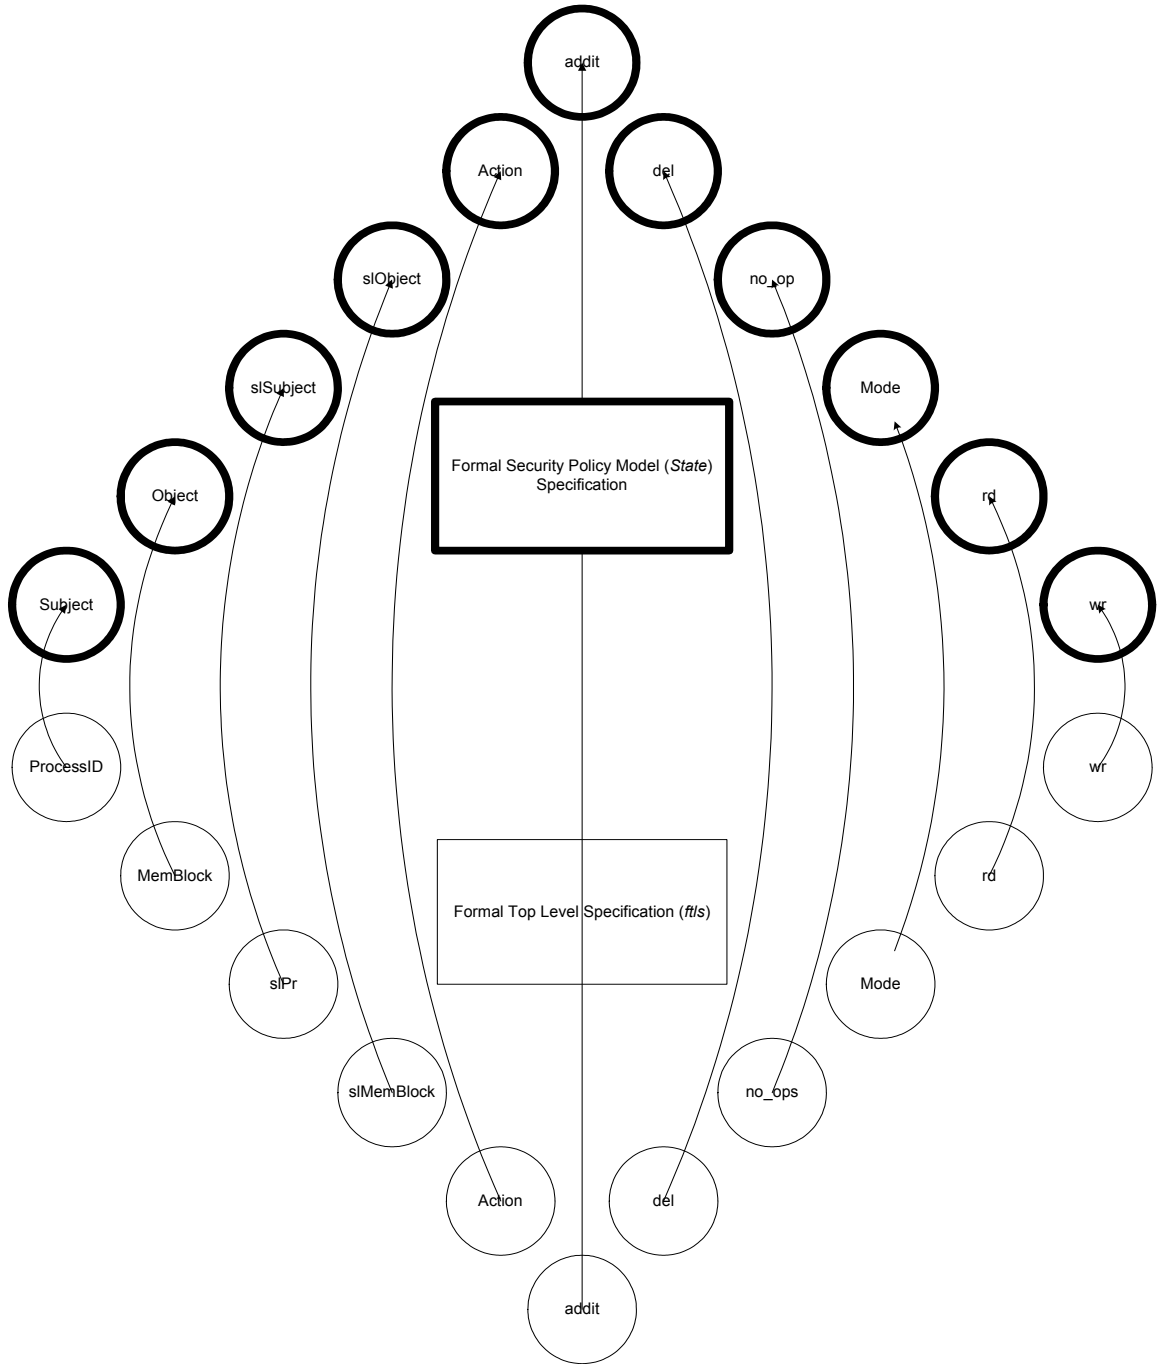 addit
Action
del
slObject
no_op
slSubject
Mode
Formal Security Policy Model (State)
Specification
Object
rd
Subject
wr
ProcessID
wr
MemBlock
rd
Formal Top Level Specification (ftls)
slPr
Mode
slMemBlock
no_ops
Action
del
addit